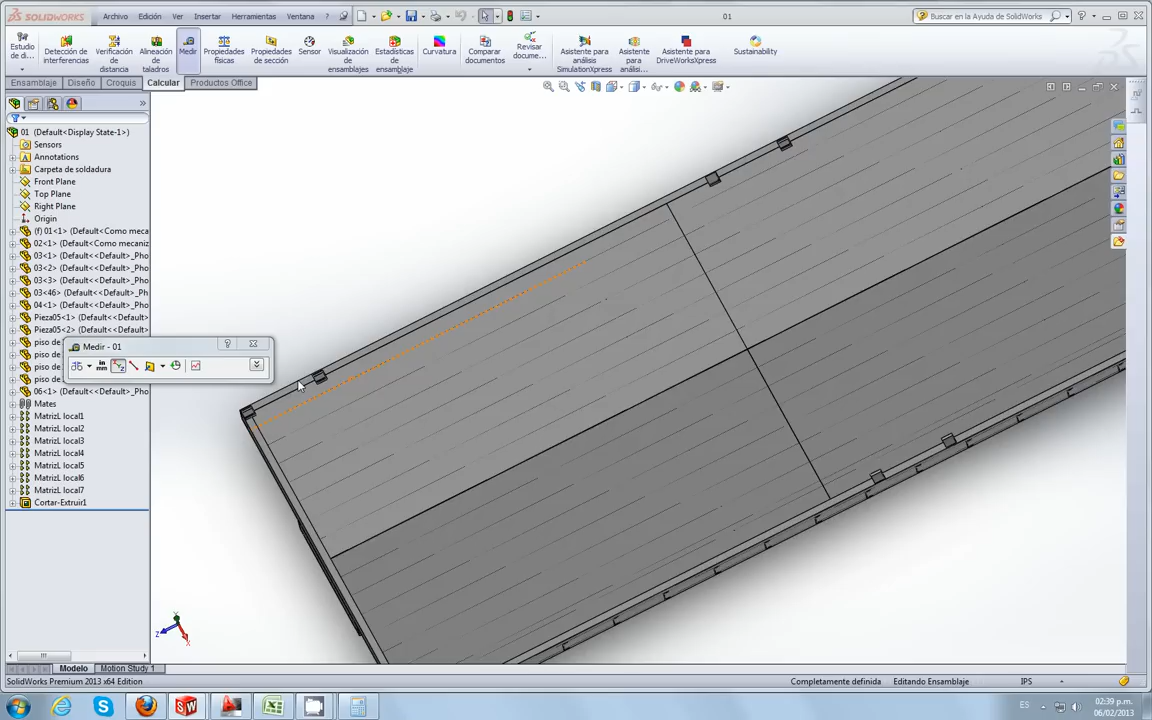 SOLIDWORKS
Archivo Edición Ver Insertar Herramientas Ventana ?
01
Buscar en la Ayuda de SolidWorks
Estudio de di...
Detección de interferencias
Verificación de distancia
Alineación de taladros
Medir
Propiedades físicas
Propiedades de sección
Sensor
Visualización de ensamblajes
Estadísticas de ensamblaje
Curvatura
Comparar documentos
Revisar docume...
Asistente para análisis SimulationXpress
Asistente para análisi...
Asistente para DriveWorksXpress
Sustainability
Ensamblaje Diseño Croquis Calcular Productos Office
01 (Default<Display State-1>)
Sensors
Annotations
Carpeta de soldadura
Front Plane
Top Plane
Right Plane
Origin
(f) 01<1> (Default<Como meca
02<1> (Default<Como mecaniz
03<1> (Default<<Default>_Pho
03<2> (Default<<Default>_Pho
03<3> (Default<<Default>_Pho
03<46> (Default<<Default>_Pho
04<1> (Default<<Default>_Pho
Pieza05<1> (Default<<Default>
Pieza05<2> (Default<<Default>
piso de
piso de
piso de
piso de
06<1> (Default<<Default>_Pho
Mates
MatrizL local1
MatrizL local2
MatrizL local3
MatrizL local4
MatrizL local5
MatrizL local6
MatrizL local7
Cortar-Extruir1
Medir - 01
in
mm
Y
Z
X
Modelo Motion Study 1
SolidWorks Premium 2013 x64 Edition
Completamente definida Editando Ensamblaje IPS
ES
02:39 p.m.
06/02/2013